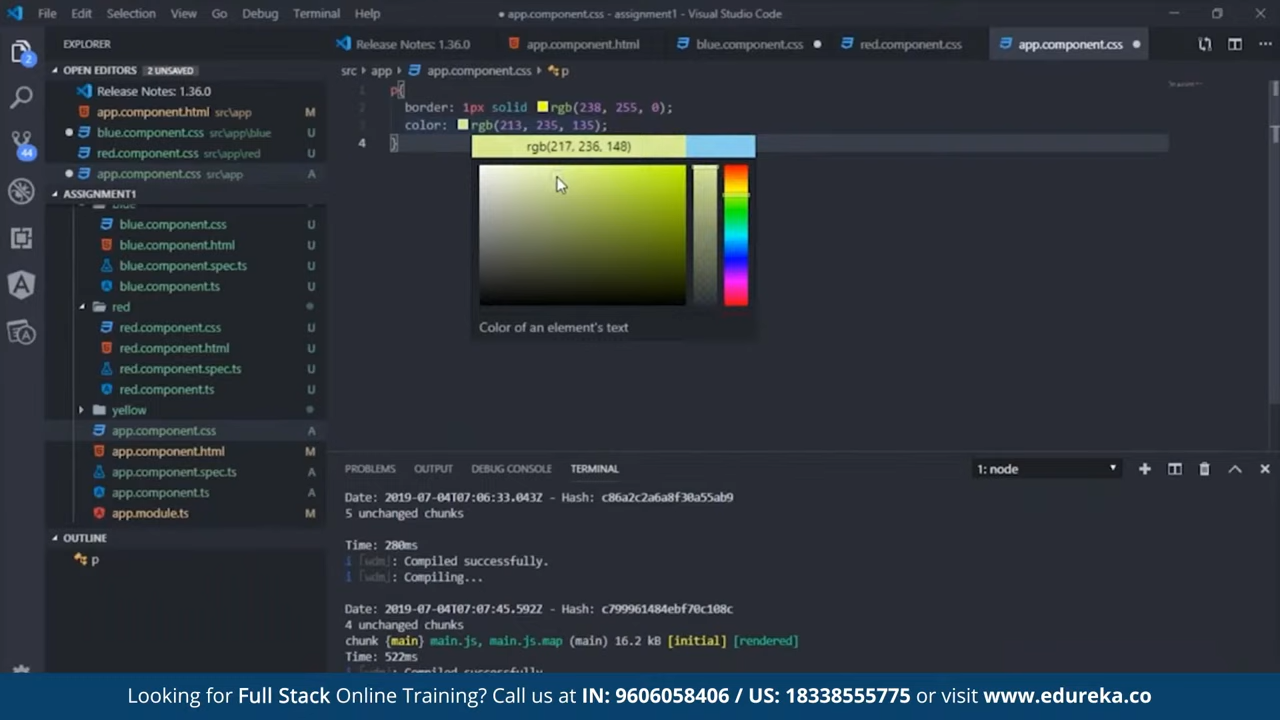 File Edit Selection View Go Debug Terminal Help ● app.component.css - assignment1 - Visual Studio Code
EXPLORER
Release Notes: 1.36.0 app.component.html blue.component.css ● red.component.css app.component.css ●
OPEN EDITORS 2 UNSAVED
src › app › app.component.css › p
Release Notes: 1.36.0
app.component.html src\app M
● blue.component.css src\app\blue U
red.component.css src\app\red U
● app.component.css src\app A
1 p{
2 border: 1px solid rgb(238, 255, 0);
3 color: rgb(213, 235, 135);
4 }
rgb(217, 236, 148)
Color of an element's text
2
44
ASSIGNMENT1
blue
blue.component.css U
blue.component.html U
blue.component.spec.ts U
blue.component.ts U
red
red.component.css U
red.component.html U
red.component.spec.ts U
red.component.ts U
yellow
app.component.css A
app.component.html M
app.component.spec.ts A
app.component.ts A
app.module.ts M
OUTLINE
p
PROBLEMS OUTPUT DEBUG CONSOLE TERMINAL 1: node
Date: 2019-07-04T07:06:33.043Z - Hash: c86a2c2a6a8f30a55ab9
5 unchanged chunks
Time: 280ms
i ｢wdm｣: Compiled successfully.
i ｢wdm｣: Compiling...
Date: 2019-07-04T07:07:45.592Z - Hash: c799961484ebf70c108c
4 unchanged chunks
chunk {main} main.js, main.js.map (main) 16.2 kB [initial] [rendered]
Time: 522ms
i ｢wdm｣: Compiled successfully.
Looking for Full Stack Online Training? Call us at IN: 9606058406 / US: 18338555775 or visit www.edureka.co